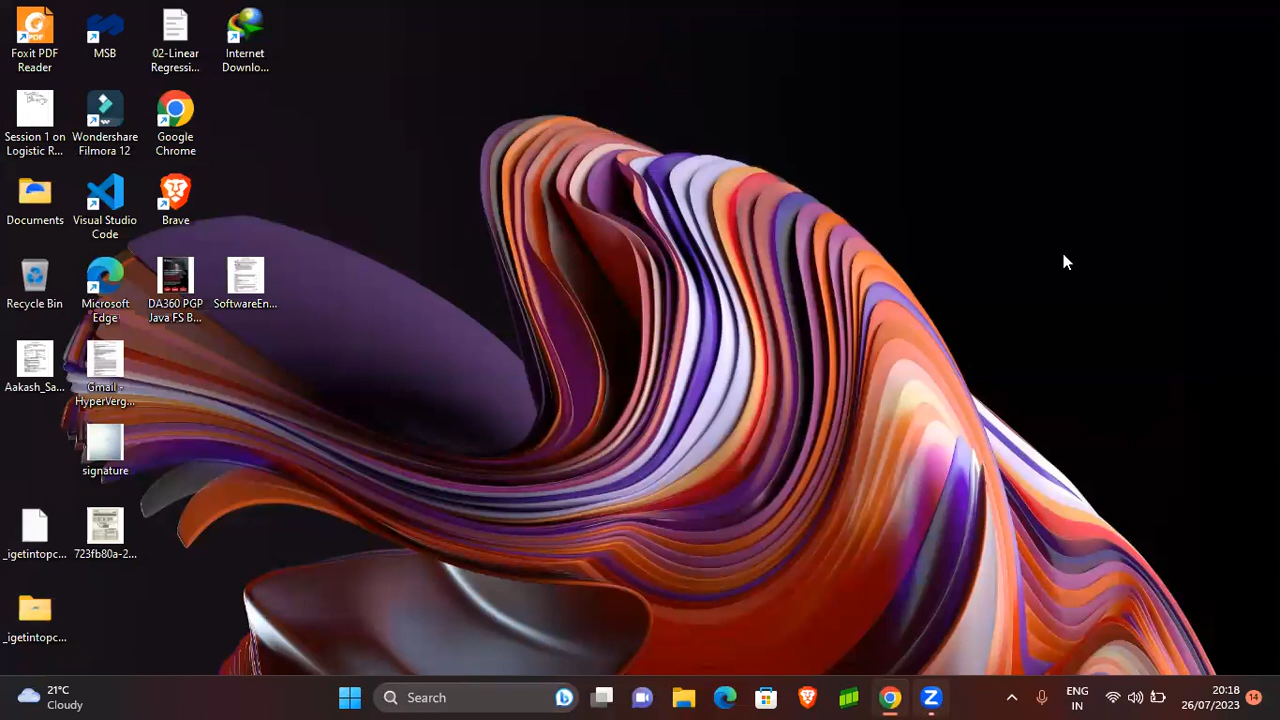 Foxit PDF
Reader
MSB
02-Linear
Regressi...
Internet
Downlo...
Session 1 on
Logistic R...
Wondershare
Filmora 12
Google
Chrome
Documents
Visual Studio
Code
Brave
Recycle Bin
Microsoft
Edge
DA360 PGP
Java FS B...
SoftwareEn...
Aakash_Sa...
Gmail -
HyperVerg...
signature
_igetintopc...
723fb80a-2...
_igetintopc...
21°C
Cloudy
Search
ENG
IN
20:18
26/07/2023
14